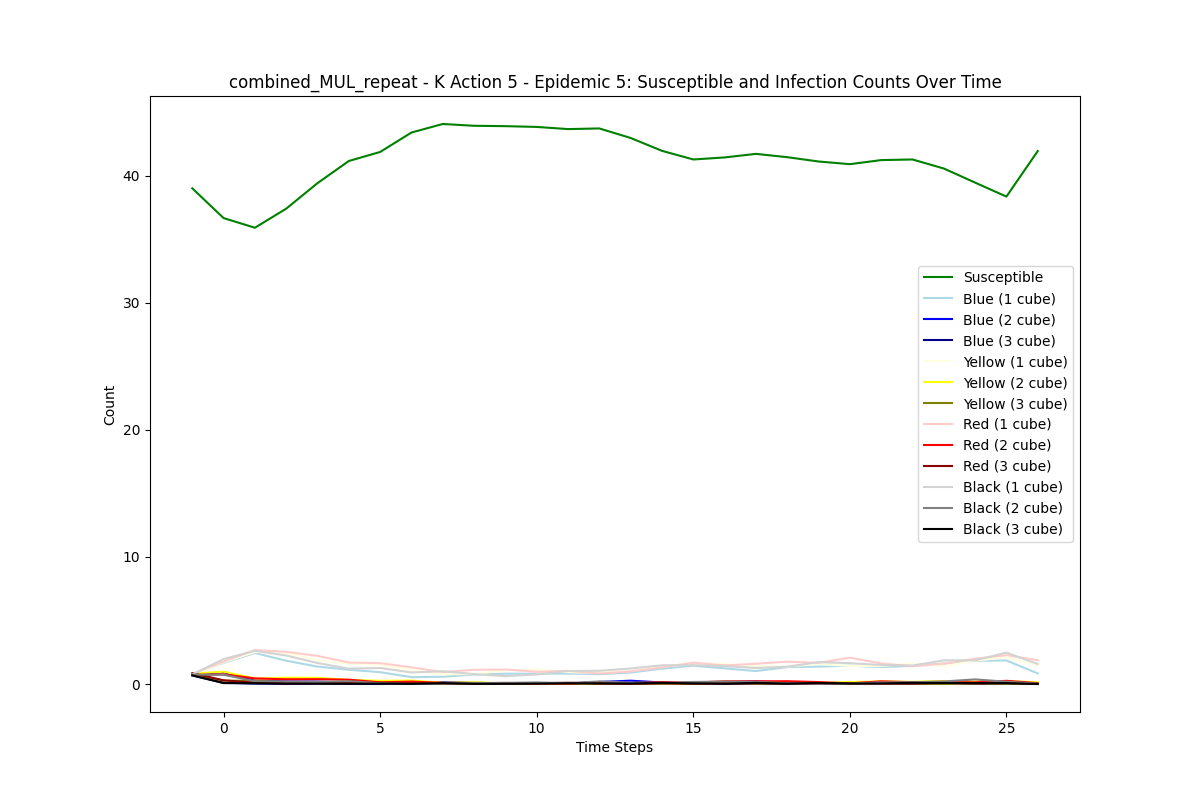 combined_MUL_repeat - K Action 5 - Epidemic 5: Susceptible and Infection Counts Over Time
40
30
20
10
0
Count
Susceptible
Blue (1 cube)
Blue (2 cube)
Blue (3 cube)
Yellow (1 cube)
Yellow (2 cube)
Yellow (3 cube)
Red (1 cube)
Red (2 cube)
Red (3 cube)
Black (1 cube)
Black (2 cube)
Black (3 cube)
0 5 10 15 20 25
Time Steps